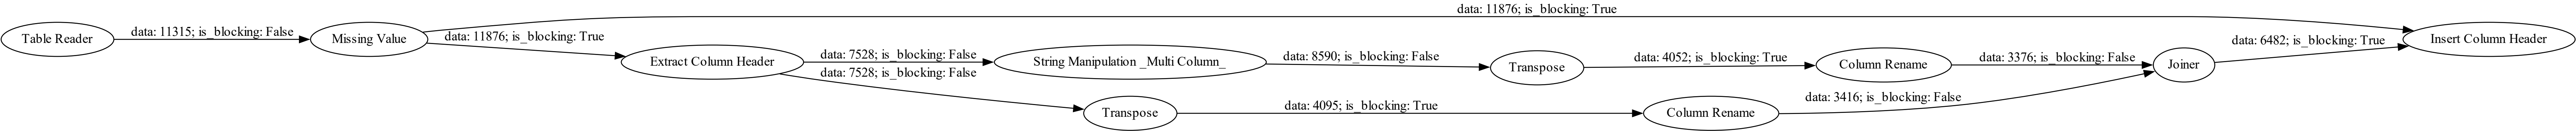 data: 11876; is_blocking: True
Table Reader
data: 11315; is_blocking: False
Missing Value
data: 11876; is_blocking: True
Extract Column Header
data: 7528; is_blocking: False
data: 7528; is_blocking: False
String Manipulation _Multi Column_
data: 8590; is_blocking: False
Transpose
data: 4052; is_blocking: True
Column Rename
data: 3376; is_blocking: False
Joiner
data: 6482; is_blocking: True
Insert Column Header
Transpose
data: 4095; is_blocking: True
Column Rename
data: 3416; is_blocking: False